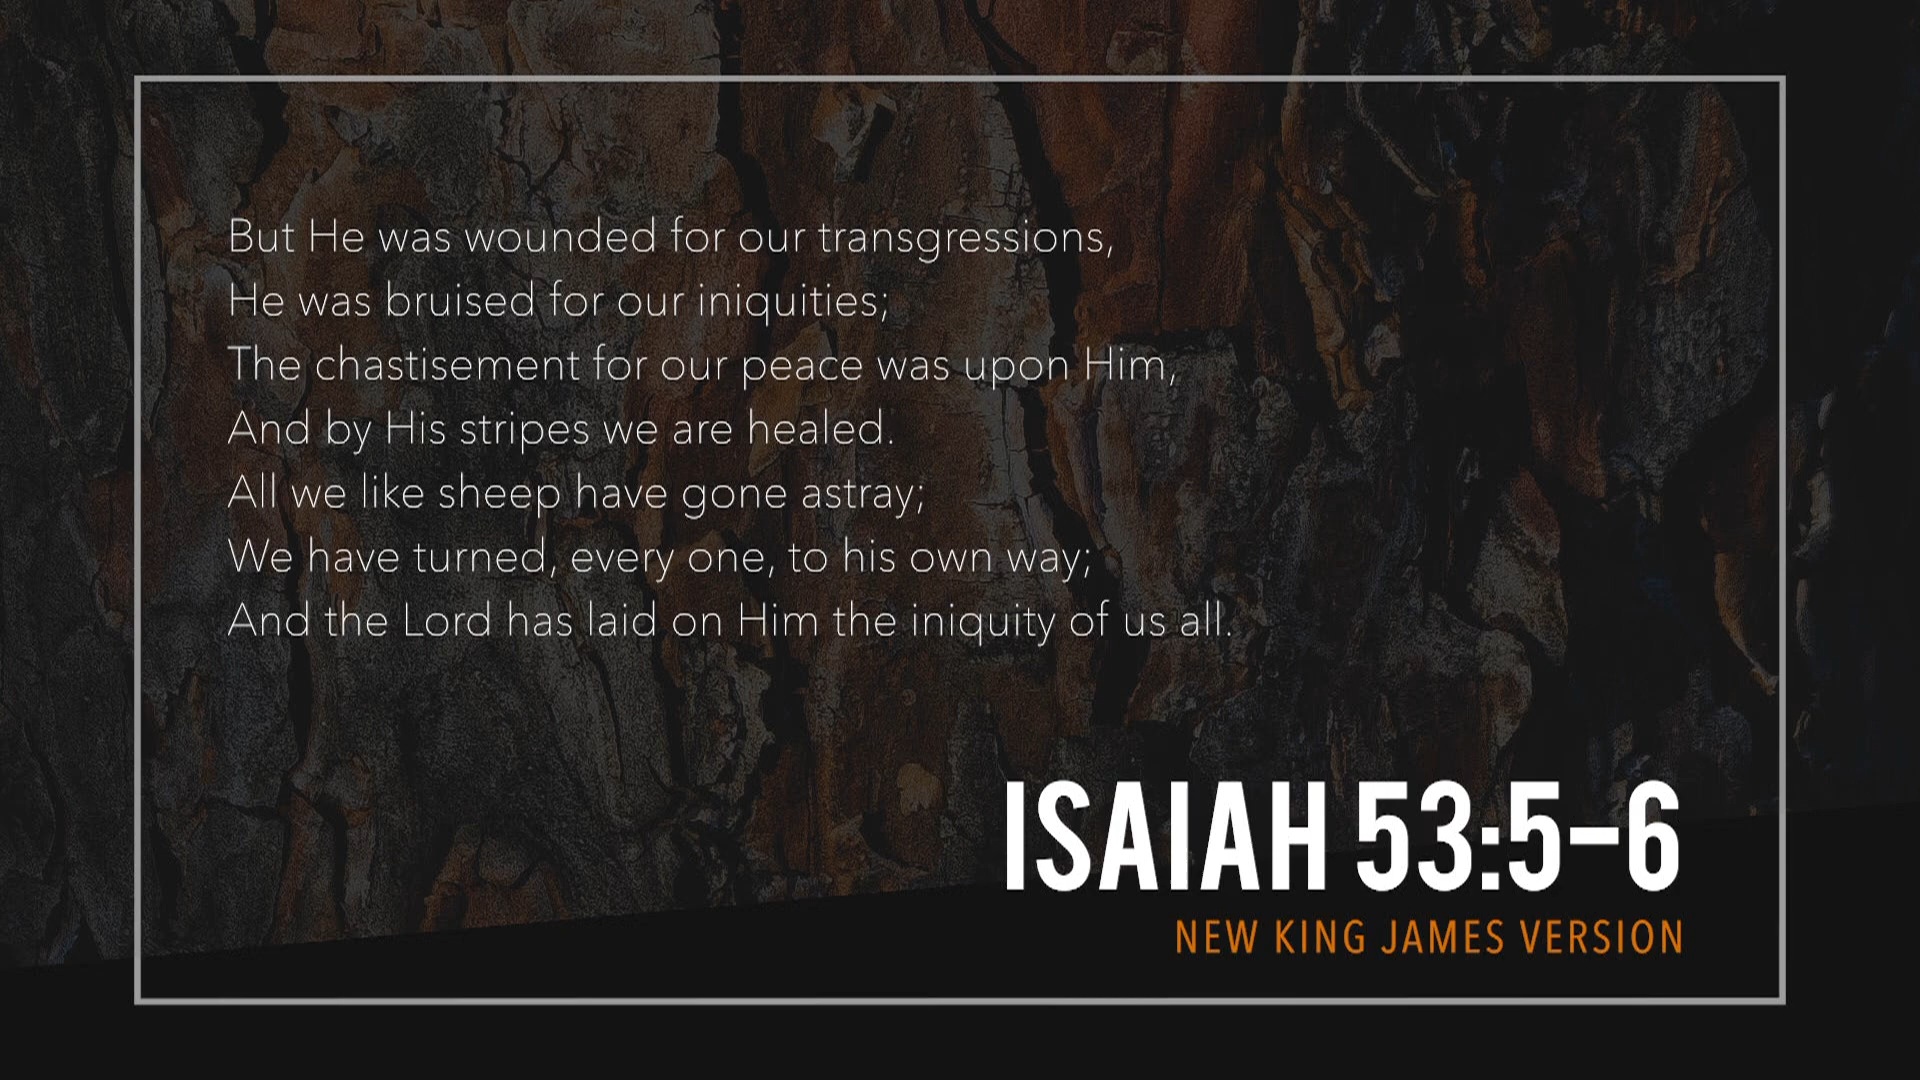 But He was wounded for our transgressions,
He was bruised for our iniquities;
The chastisement for our peace was upon Him,
And by His stripes we are healed.
All we like sheep have gone astray;
We have turned, every one, to his own way;
And the Lord has laid on Him the iniquity of us all.
ISAIAH 53:5–6
NEW KING JAMES VERSION